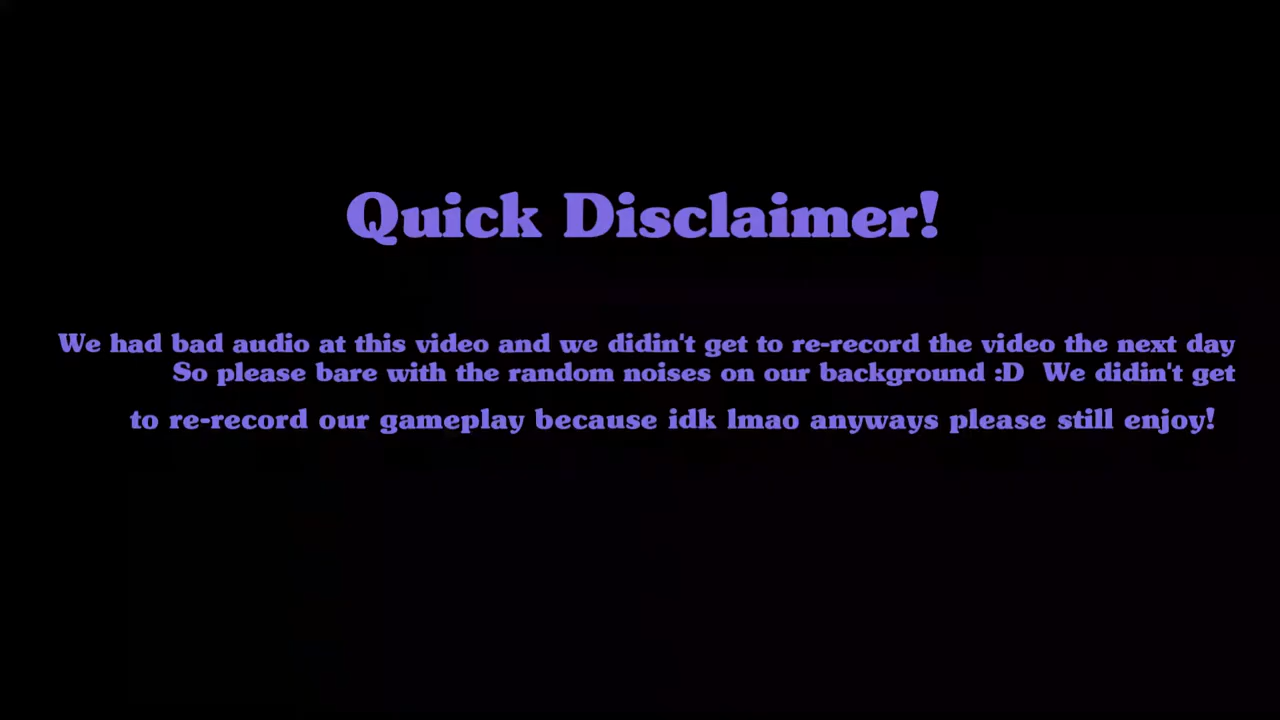 Quick Disclaimer!
We had bad audio at this video and we didin't get to re-record the video the next day
So please bare with the random noises on our background :D  We didin't get
to re-record our gameplay because idk lmao anyways please still enjoy!